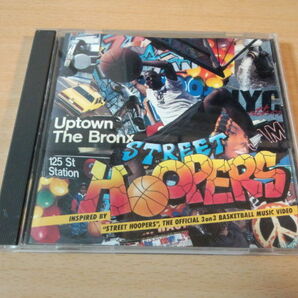 NYC
Uptown
The Bronx
125 St
Station
STREET
HOOPERS
INSPIRED BY
"STREET HOOPERS", THE OFFICIAL 3on3 BASKETBALL MUSIC VIDEO